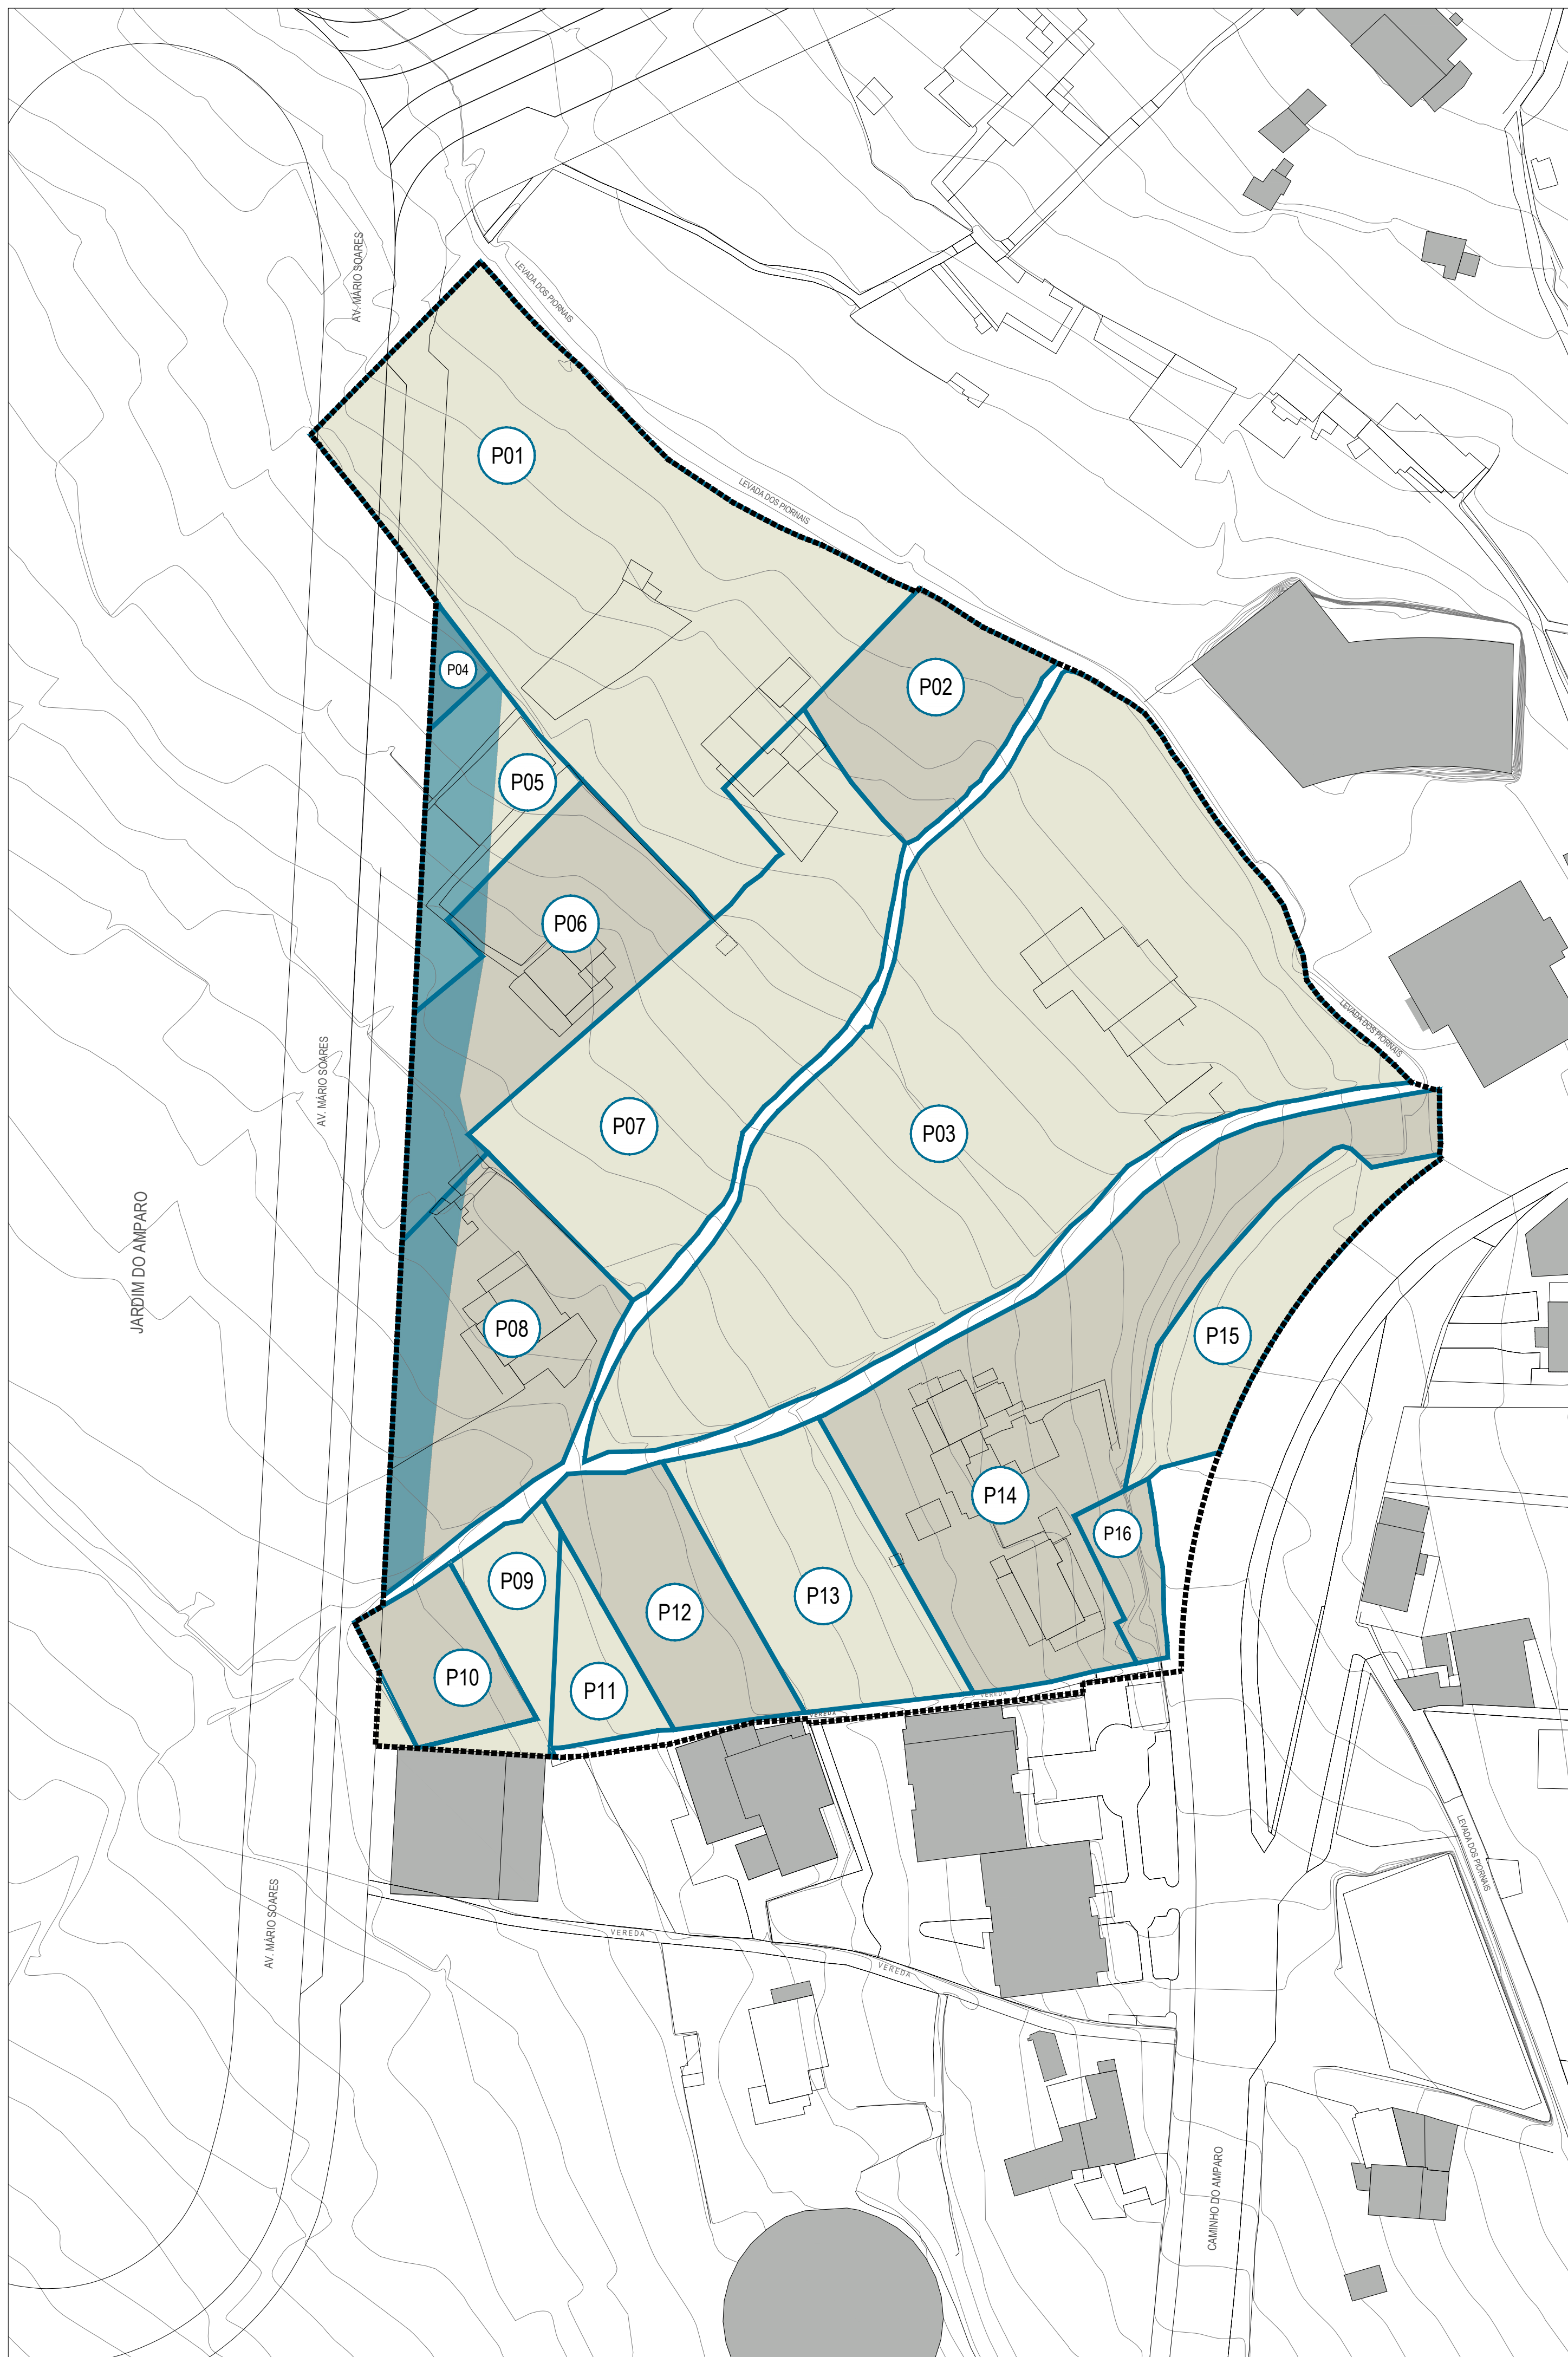 AV. MÁRIO SOARES
LEVADA DOS PIORNAIS
P01
LEVADA DOS PIORNAIS
P04
P02
P05
P06
LEVADA DOS PIORNAIS
AV. MÁRIO SOARES
P07
P03
JARDIM DO AMPARO
P08
P15
P14
P16
P09
P13
P12
P10
P11
VEREDA
VEREDA
LEVADA DOS PIORNAIS
AV. MÁRIO SOARES
VEREDA
VEREDA
CAMINHO DO AMPARO